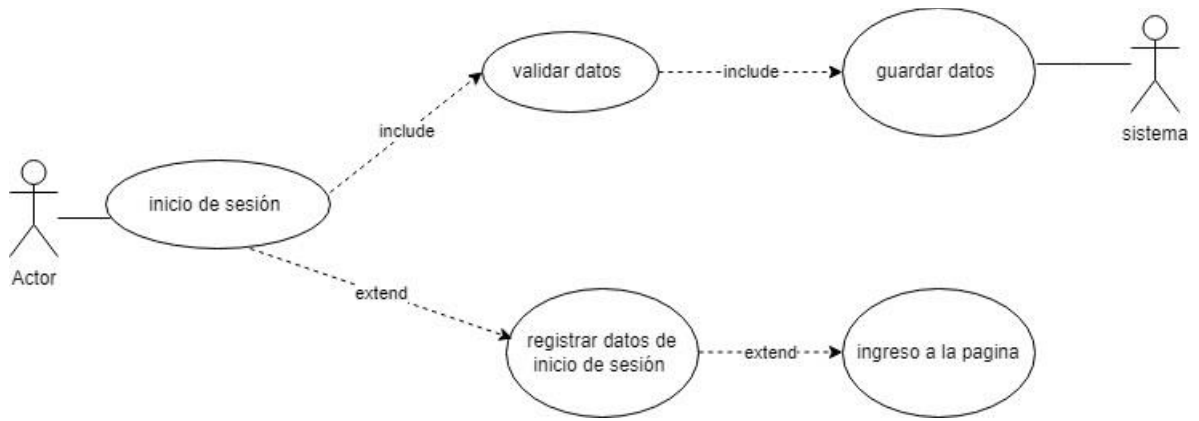 validar datos
include
guardar datos
sistema
include
inicio de sesión
Actor
extend
registrar datos de
inicio de sesión
extend
ingreso a la pagina